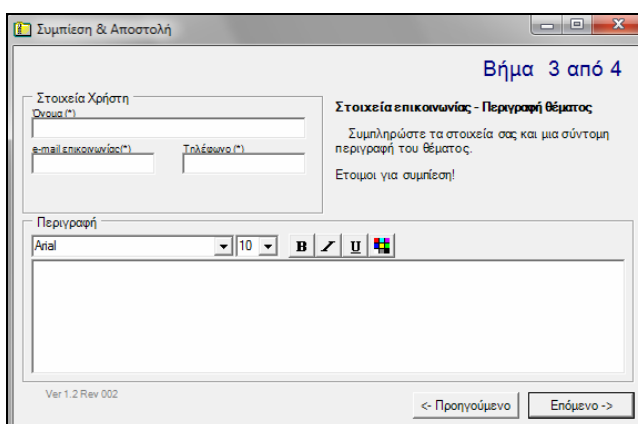 Συμπίεση & Αποστολή
Βήμα 3 από 4
Στοιχεία Χρήστη
Όνομα (*)
e-mail επικοινωνίας(*)
Τηλέφωνο (*)
Στοιχεία επικοινωνίας - Περιγραφή θέματος
Συμπληρώστε τα στοιχεία σας και μια σύντομη
περιγραφή του θέματος.
Ετοιμοι για συμπίεση!
Περιγραφή
Arial 10 B I U
Ver 1.2 Rev 002
<- Προηγούμενο Επόμενο ->